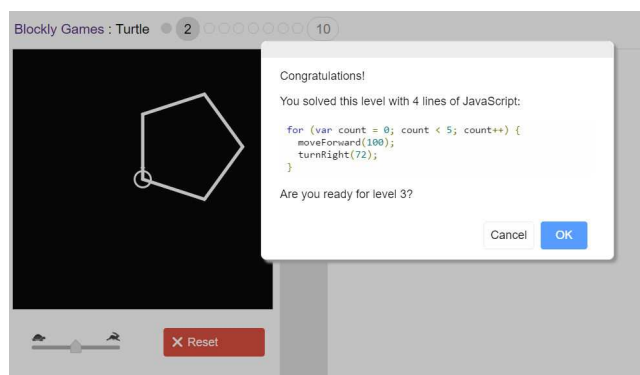 Blockly Games : Turtle 2 10
Congratulations!
You solved this level with 4 lines of JavaScript:
for (var count = 0; count < 5; count++) {
  moveForward(100);
  turnRight(72);
}
Are you ready for level 3?
Cancel OK
Reset